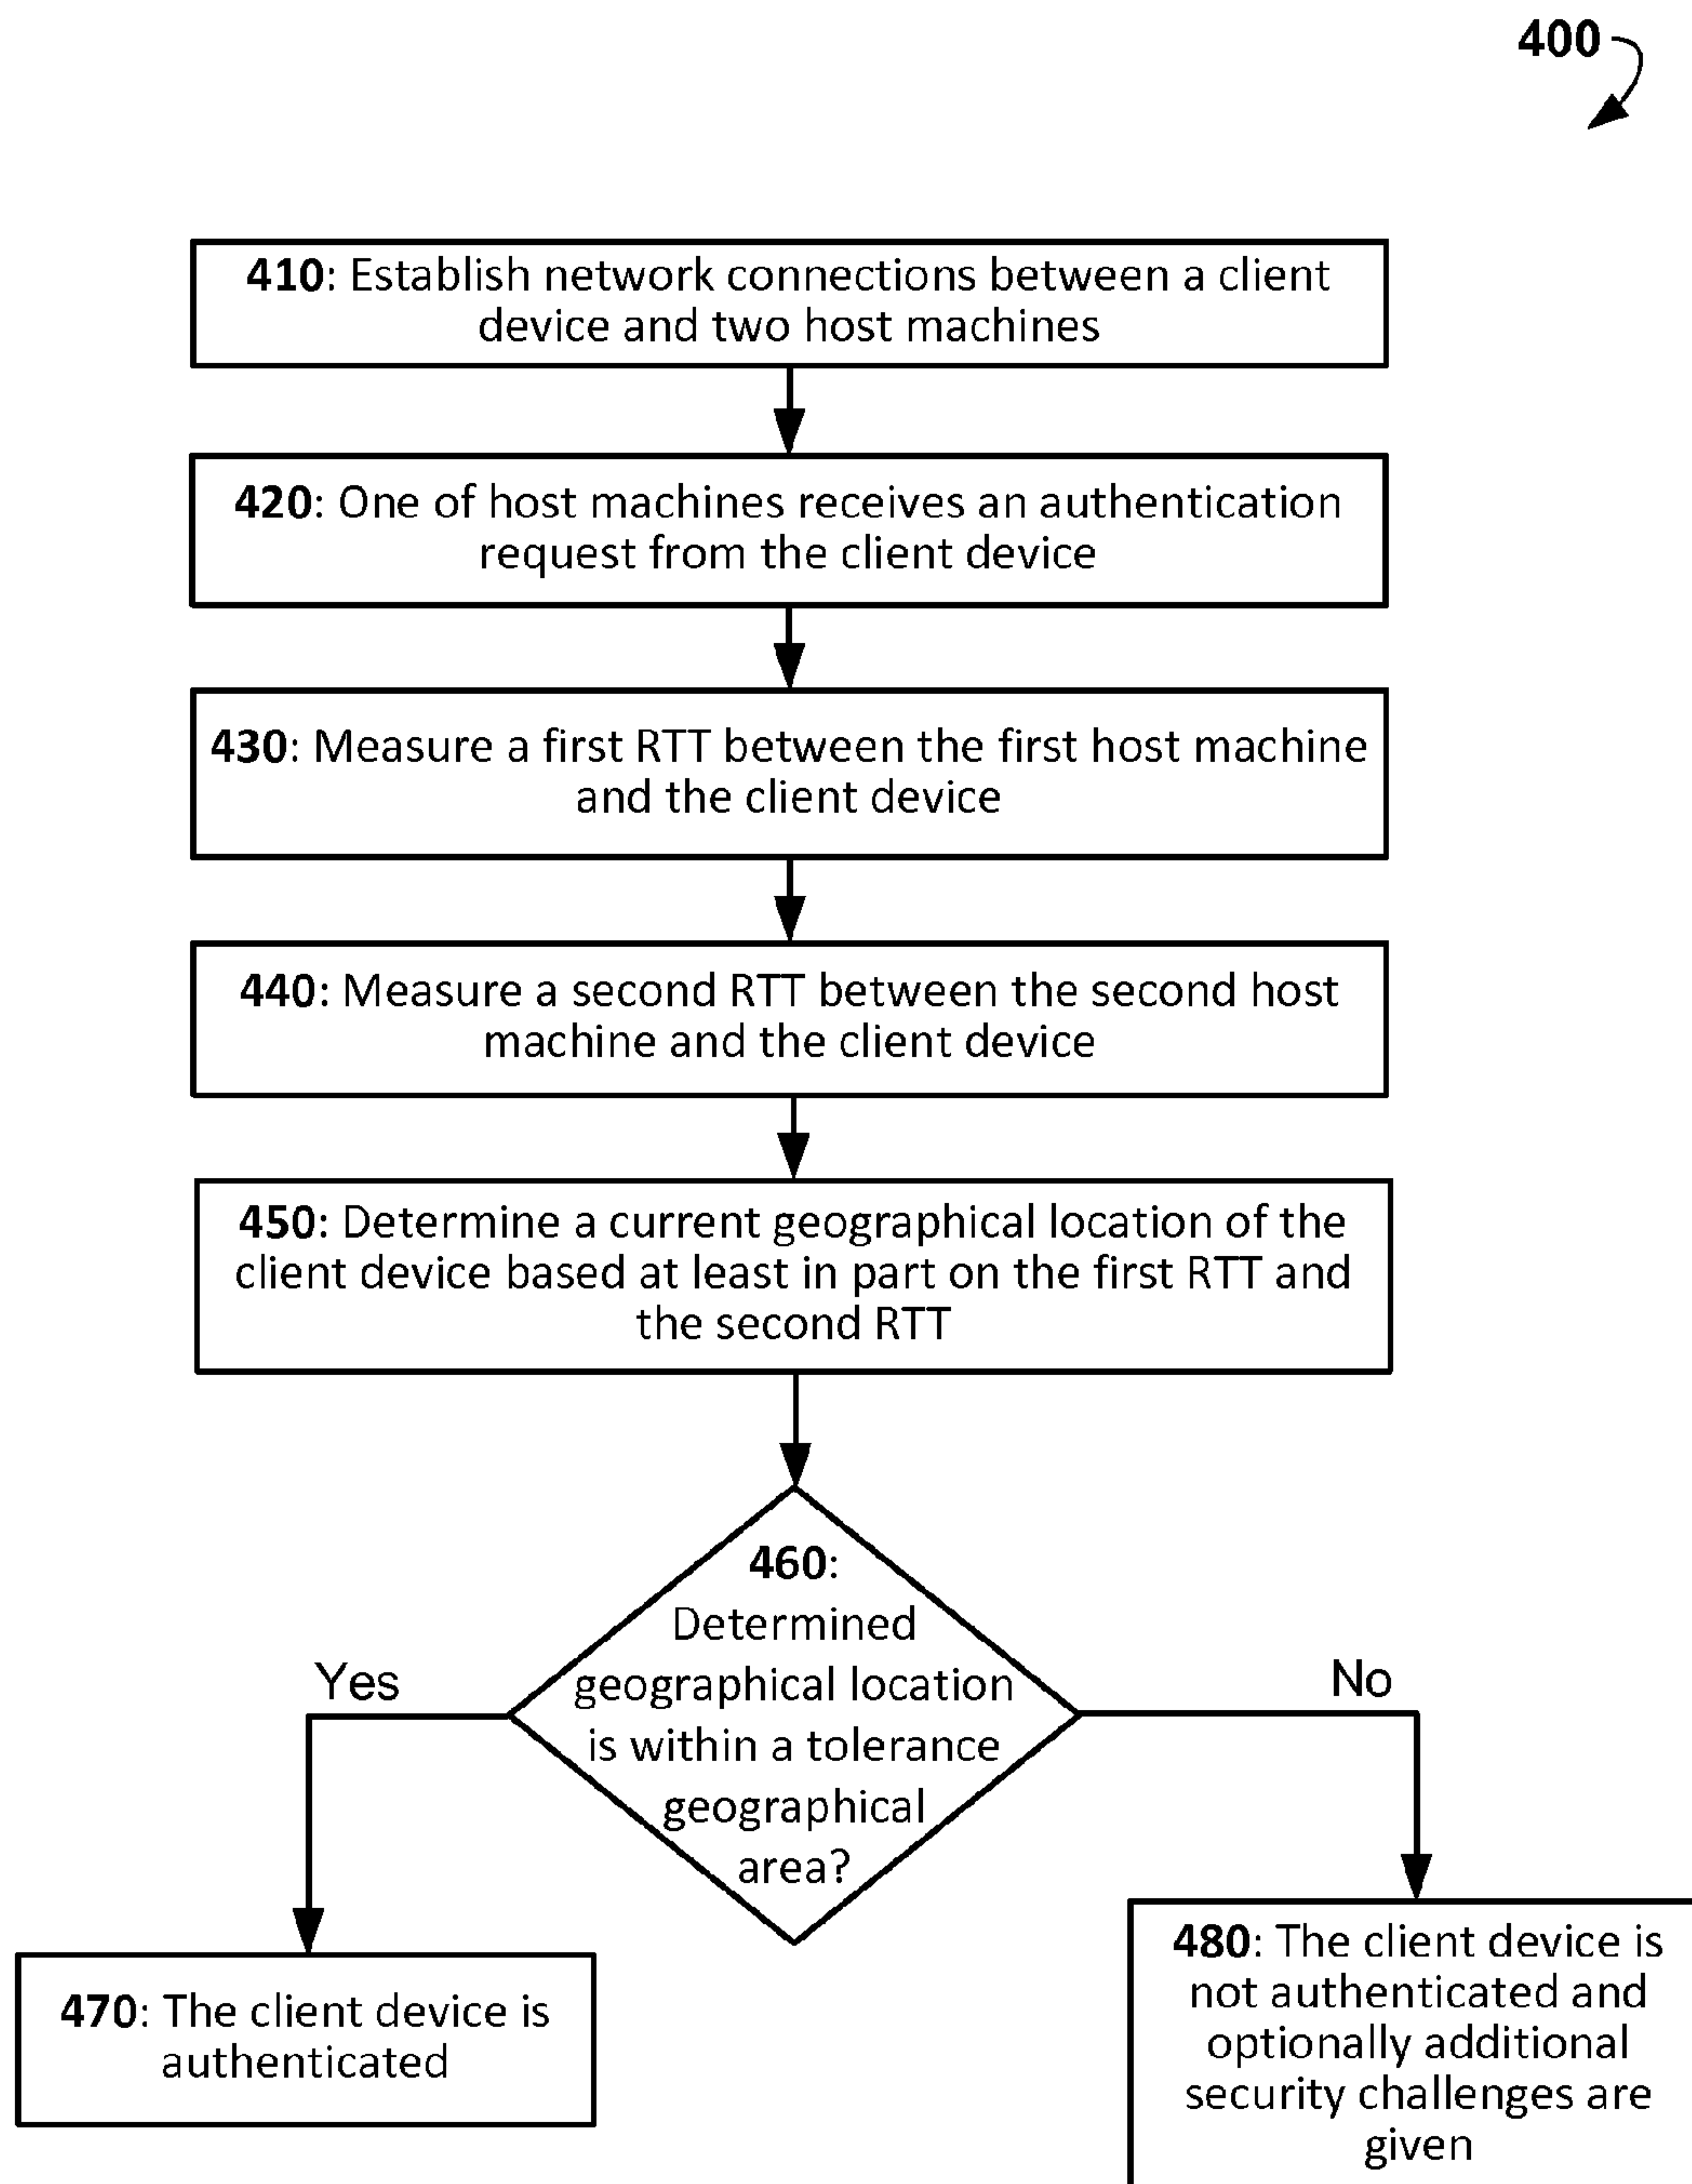 400
410: Establish network connections between a client
device and two host machines
420: One of host machines receives an authentication
request from the client device
430: Measure a first RTT between the first host machine
and the client device
440: Measure a second RTT between the second host
machine and the client device
450: Determine a current geographical location of the
client device based at least in part on the first RTT and
the second RTT
460:
Determined
geographical location
is within a tolerance
geographical
area?
Yes
No
470: The client device is
authenticated
480: The client device is
not authenticated and
optionally additional
security challenges are
given